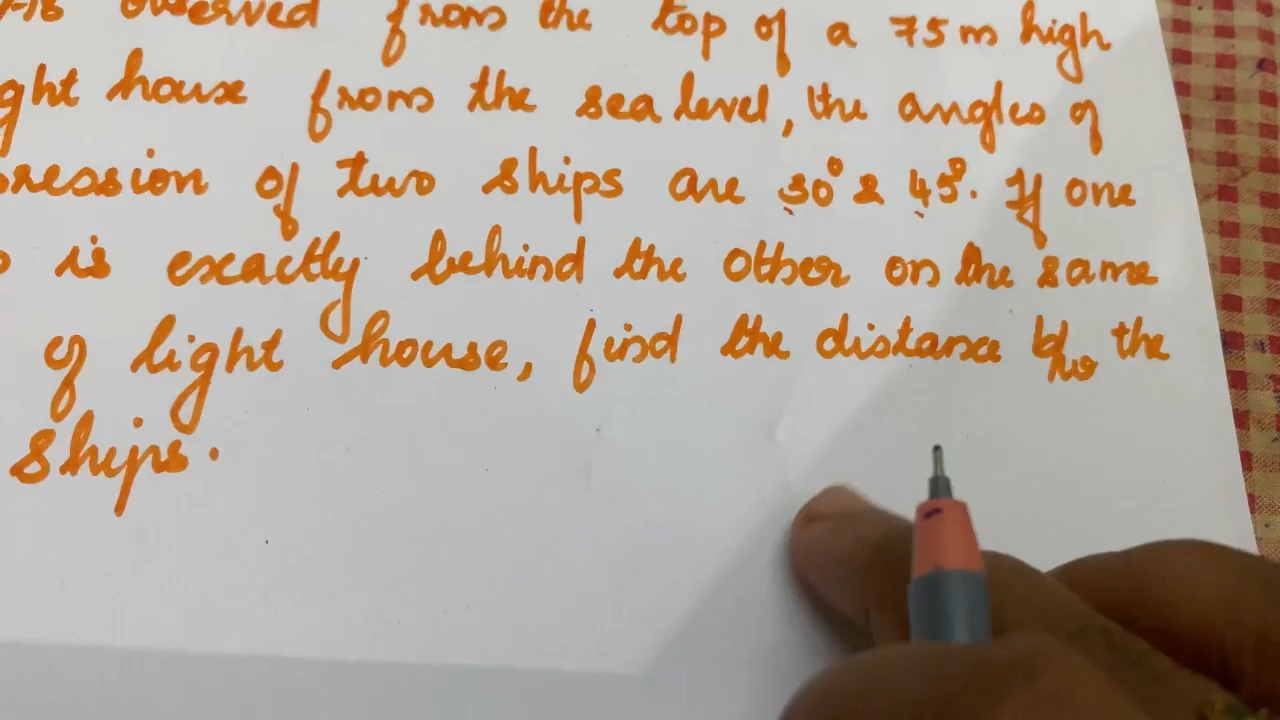 observed from the top of a 75m high
ght house from the sea level, the angles of
ression of two ships are 30° & 45°. If one
is exactly behind the other on the same
of light house, find the distance b/w the
ships.